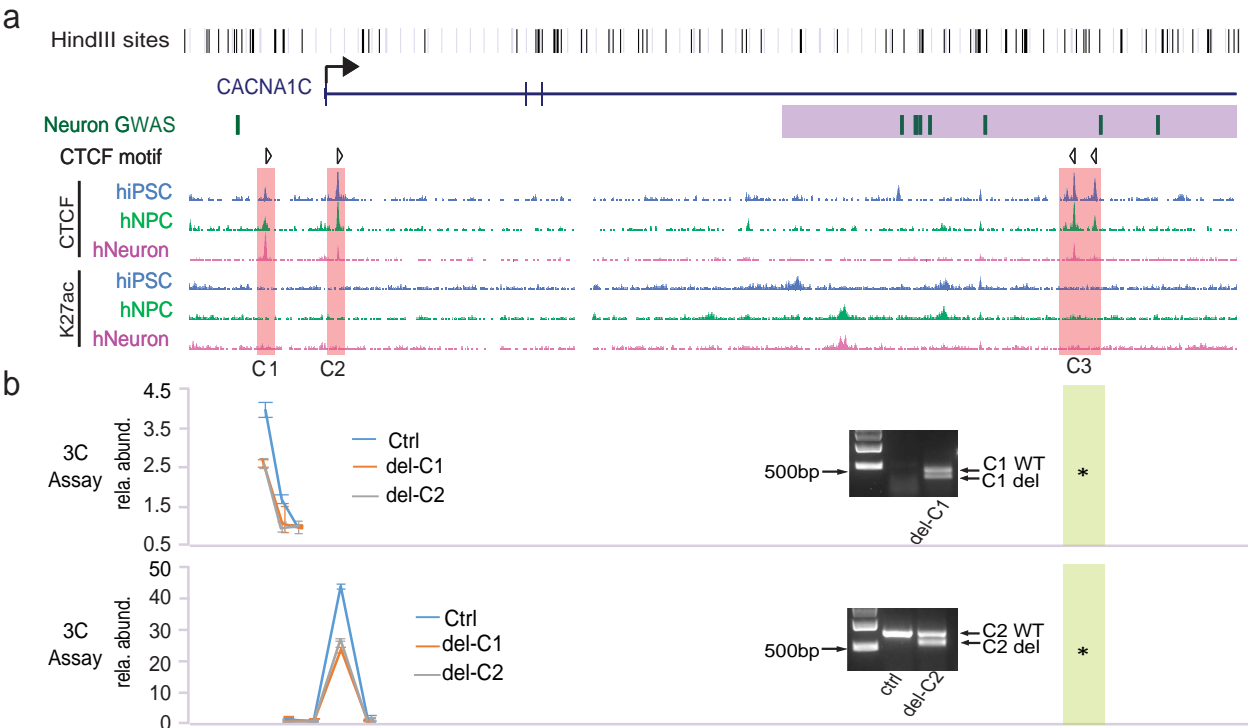 a
HindIII sites
CACNA1C
Neuron GWAS
CTCF motif
CTCF
hiPSC
hNPC
hNeuron
K27ac
hiPSC
hNPC
hNeuron
C1
C2
C3
b
3C Assay
rela. abund.
4.5
3.5
2.5
1.5
0.5
Ctrl
del-C1
del-C2
500bp
C1 WT
C1 del
del-C1
*
3C Assay
rela. abund.
50
40
30
20
10
0
Ctrl
del-C1
del-C2
500bp
C2 WT
C2 del
ctrl
del-C2
*